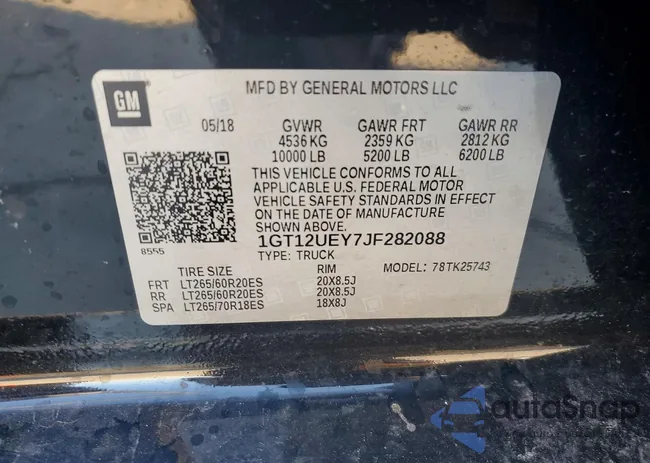 GM
MFD BY GENERAL MOTORS LLC
05/18 GVWR GAWR FRT GAWR RR
4536 KG 2359 KG 2812 KG
10000 LB 5200 LB 6200 LB
THIS VEHICLE CONFORMS TO ALL
APPLICABLE U.S. FEDERAL MOTOR
VEHICLE SAFETY STANDARDS IN EFFECT
ON THE DATE OF MANUFACTURE
SHOWN ABOVE.
8555
1GT12UEY7JF282088
TYPE: TRUCK MODEL: 78TK25743
TIRE SIZE RIM
FRT LT265/60R20ES 20X8.5J
RR LT265/60R20ES 20X8.5J
SPA LT265/70R18ES 18X8J
autoSnap